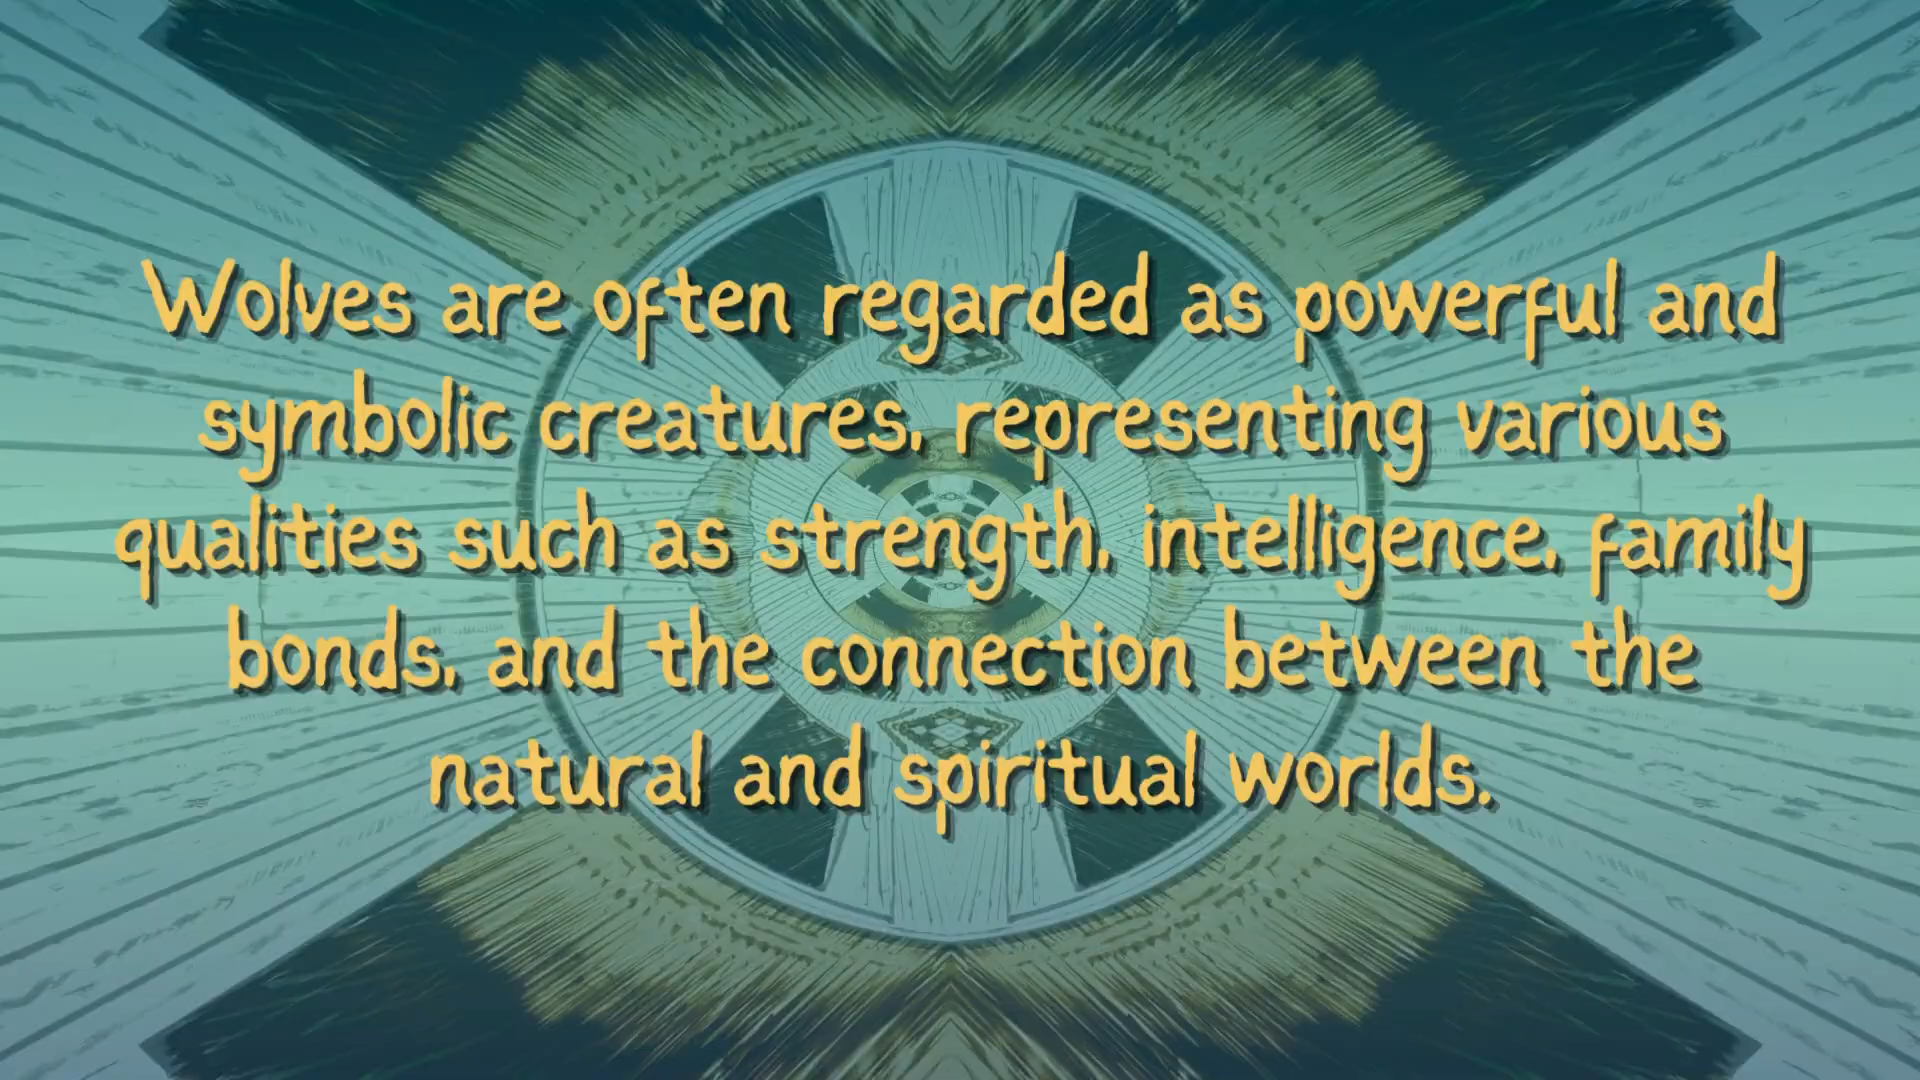 Wolves are often regarded as powerful and
symbolic creatures, representing various
qualities such as strength, intelligence, family
bonds, and the connection between the
natural and spiritual worlds.